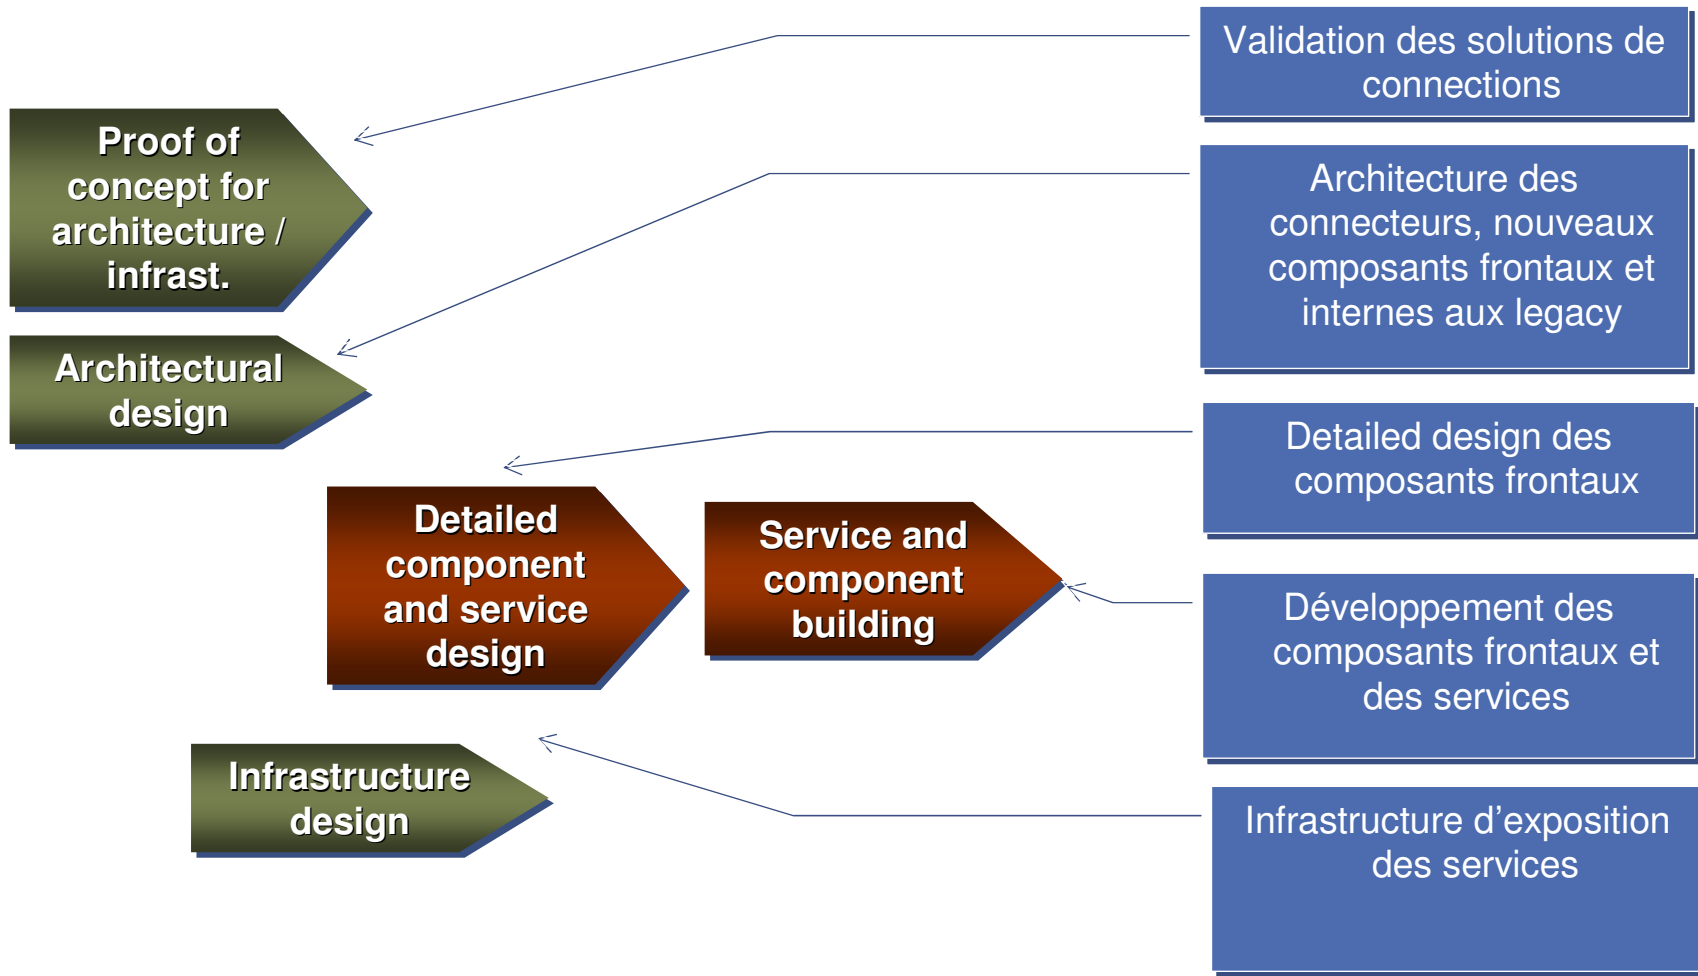 Validation des solutions de
connections
Proof of
concept for
architecture /
infrast.
Architecture des
connecteurs, nouveaux
composants frontaux et
internes aux legacy
Architectural
design
Detailed design des
composants frontaux
Detailed
component
and service
design
Service and
component
building
Développement des
composants frontaux et
des services
Infrastructure
design
Infrastructure d’exposition
des services